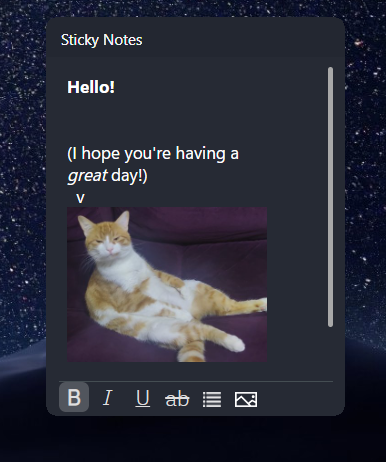 Sticky Notes
Hello!
(I hope you're having a
great day!)
v
B I U ab